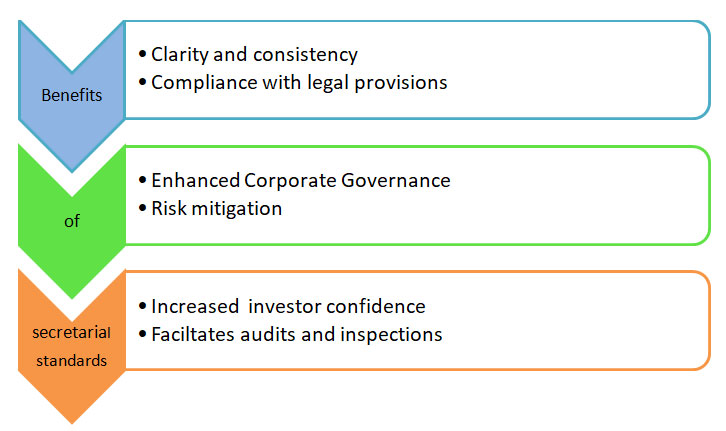 Benefits
• Clarity and consistency
• Compliance with legal provisions
of
• Enhanced Corporate Governance
• Risk mitigation
secretarial
standards
• Increased  investor confidence
• Faciltates audits and inspections